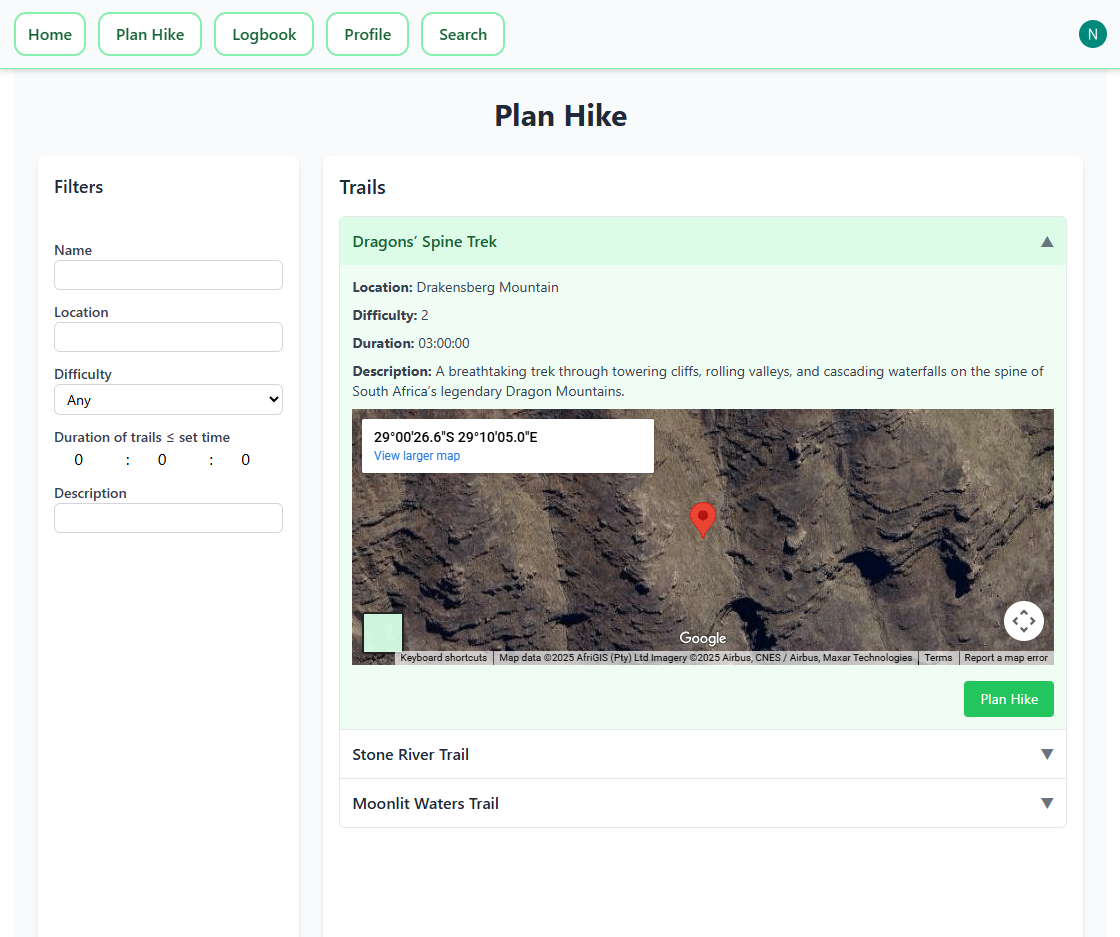 Home
Plan Hike
Logbook
Profile
Search
N
Plan Hike
Filters
Name
Location
Difficulty
Any
Duration of trails ≤ set time
0 : 0 : 0
Description
Trails
Dragons’ Spine Trek ▲
Location: Drakensberg Mountain
Difficulty: 2
Duration: 03:00:00
Description: A breathtaking trek through towering cliffs, rolling valleys, and cascading waterfalls on the spine of
South Africa’s legendary Dragon Mountains.
29°00'26.6"S 29°10'05.0"E
View larger map
Google
Keyboard shortcuts
Map data ©2025 AfriGIS (Pty) Ltd Imagery ©2025 Airbus, CNES / Airbus, Maxar Technologies
Terms
Report a map error
Plan Hike
Stone River Trail ▼
Moonlit Waters Trail ▼